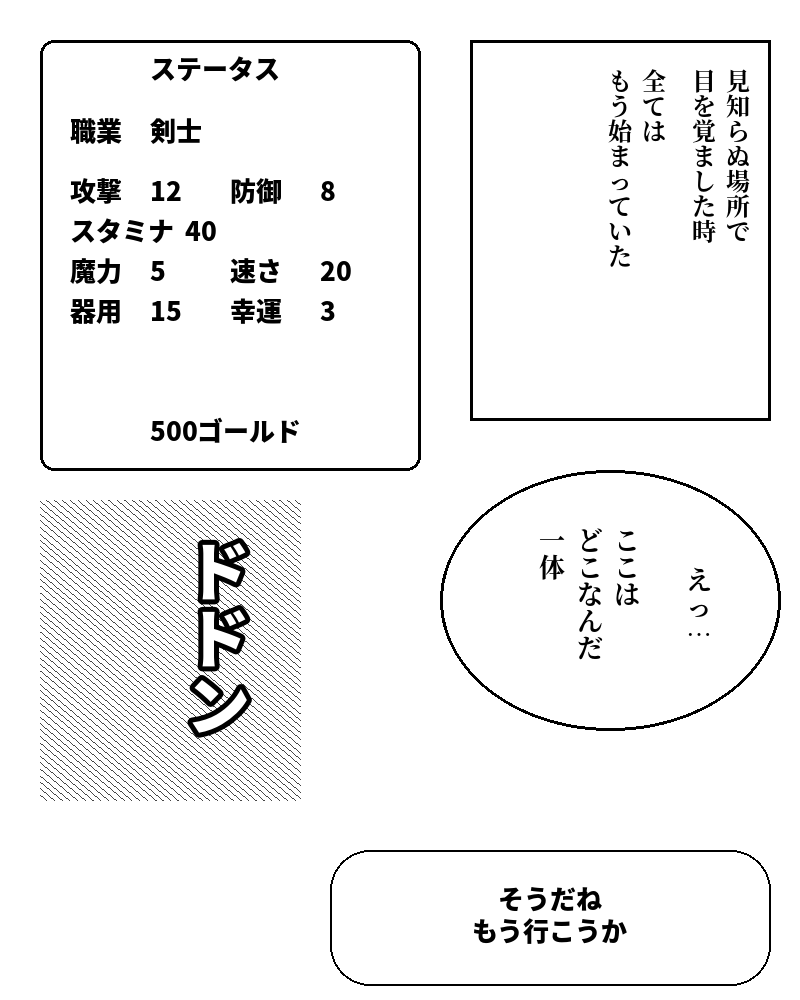 見知らぬ場所で
目を覚ました時
全ては
もう始まっていた
ステータス
職業 剣士
攻撃 12 防御 8
スタミナ 40
魔力 5 速さ 20
器用 15 幸運 3
500ゴールド
えっ…
ここは
どこなんだ
一体
ドドン
そうだね
もう行こうか